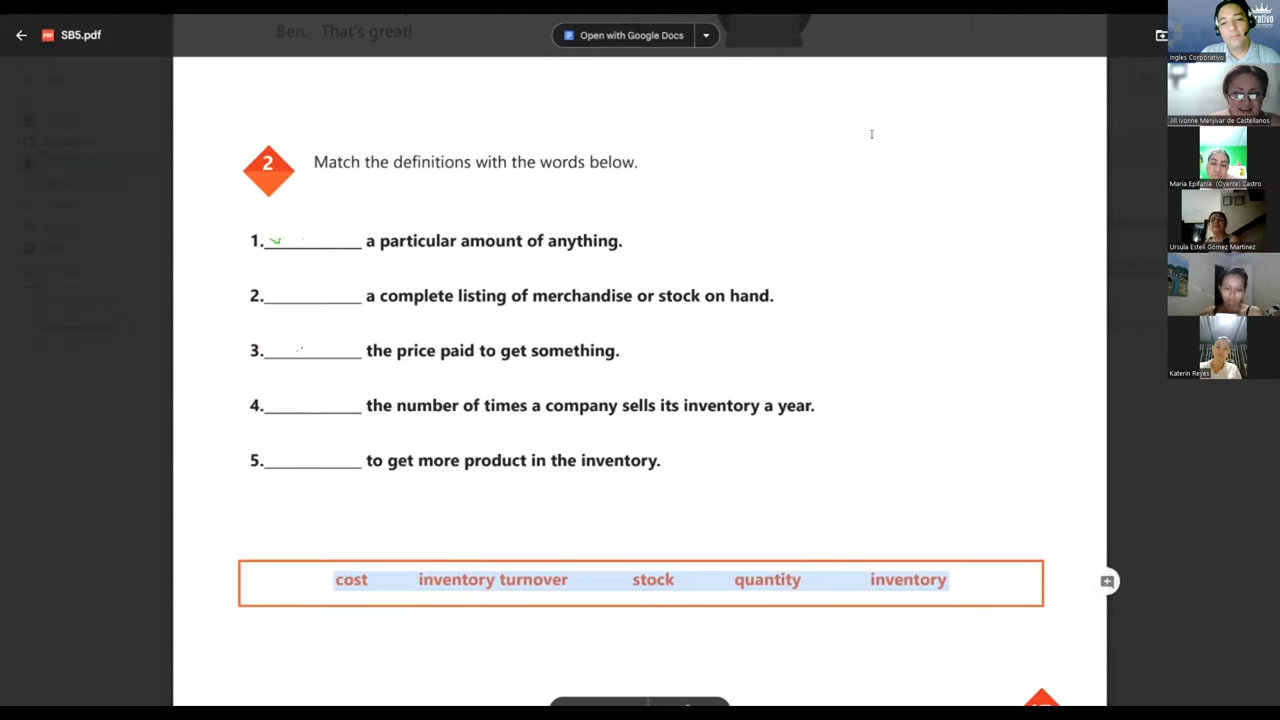 Ben. That's great!
SB5.pdf
Open with Google Docs
2
Match the definitions with the words below.
1.__________ a particular amount of anything.
2.__________ a complete listing of merchandise or stock on hand.
3.__________ the price paid to get something.
4.__________ the number of times a company sells its inventory a year.
5.__________ to get more product in the inventory.
cost inventory turnover stock quantity inventory
Ingles Corporativo
Jill Ivonne Menjivar de Castellanos
Maria Epifania (Oyente) Castro
Ursula Estelí Gómez Martinez
Katerin Reyes